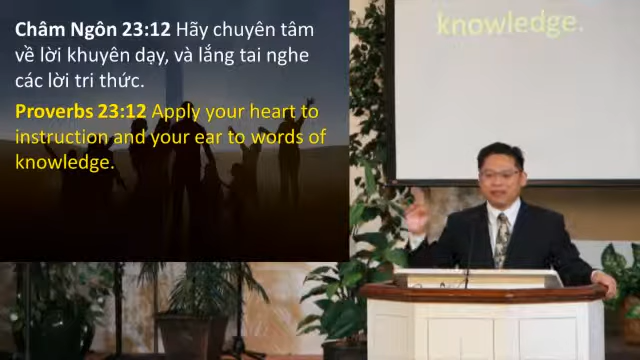 Châm Ngôn 23:12 Hãy chuyên tâm
về lời khuyên dạy, và lắng tai nghe
các lời tri thức.
Proverbs 23:12 Apply your heart to
instruction and your ear to words of
knowledge.
knowledge.